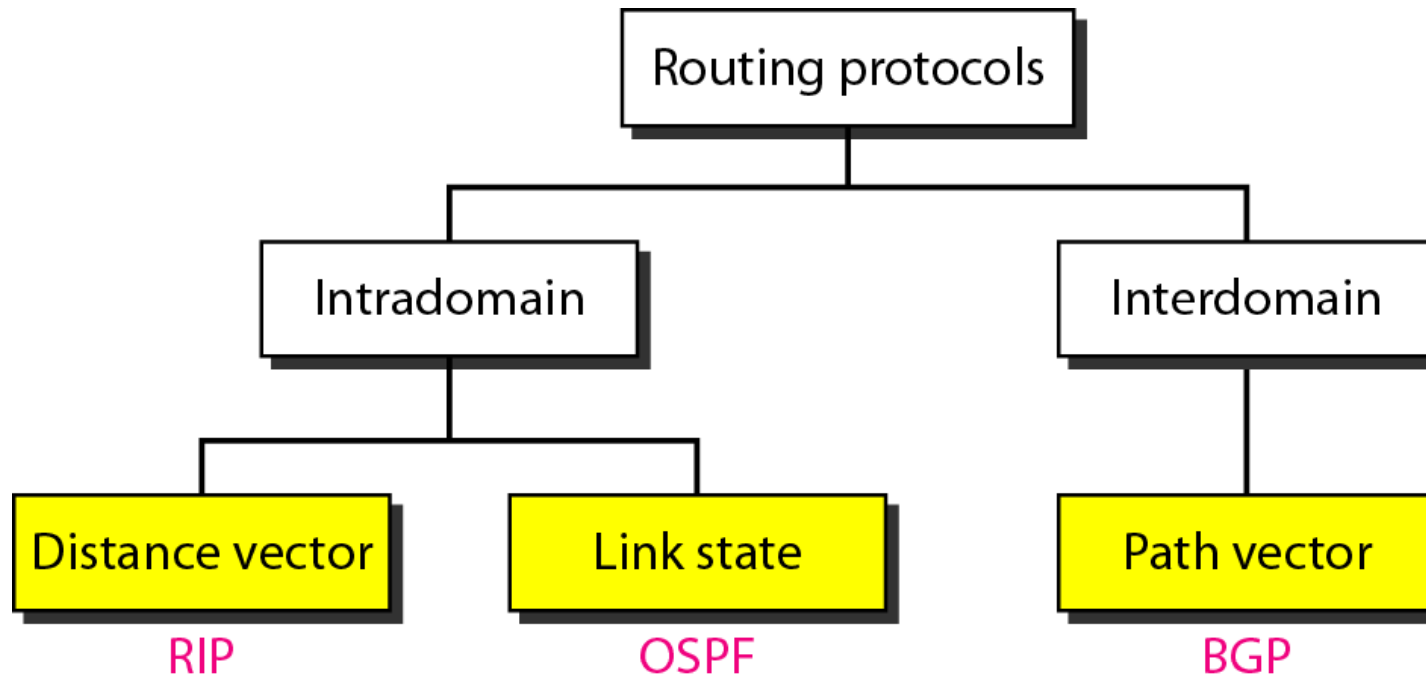 Routing protocols
Intradomain
Interdomain
Distance vector
Link state
Path vector
RIP
OSPF
BGP